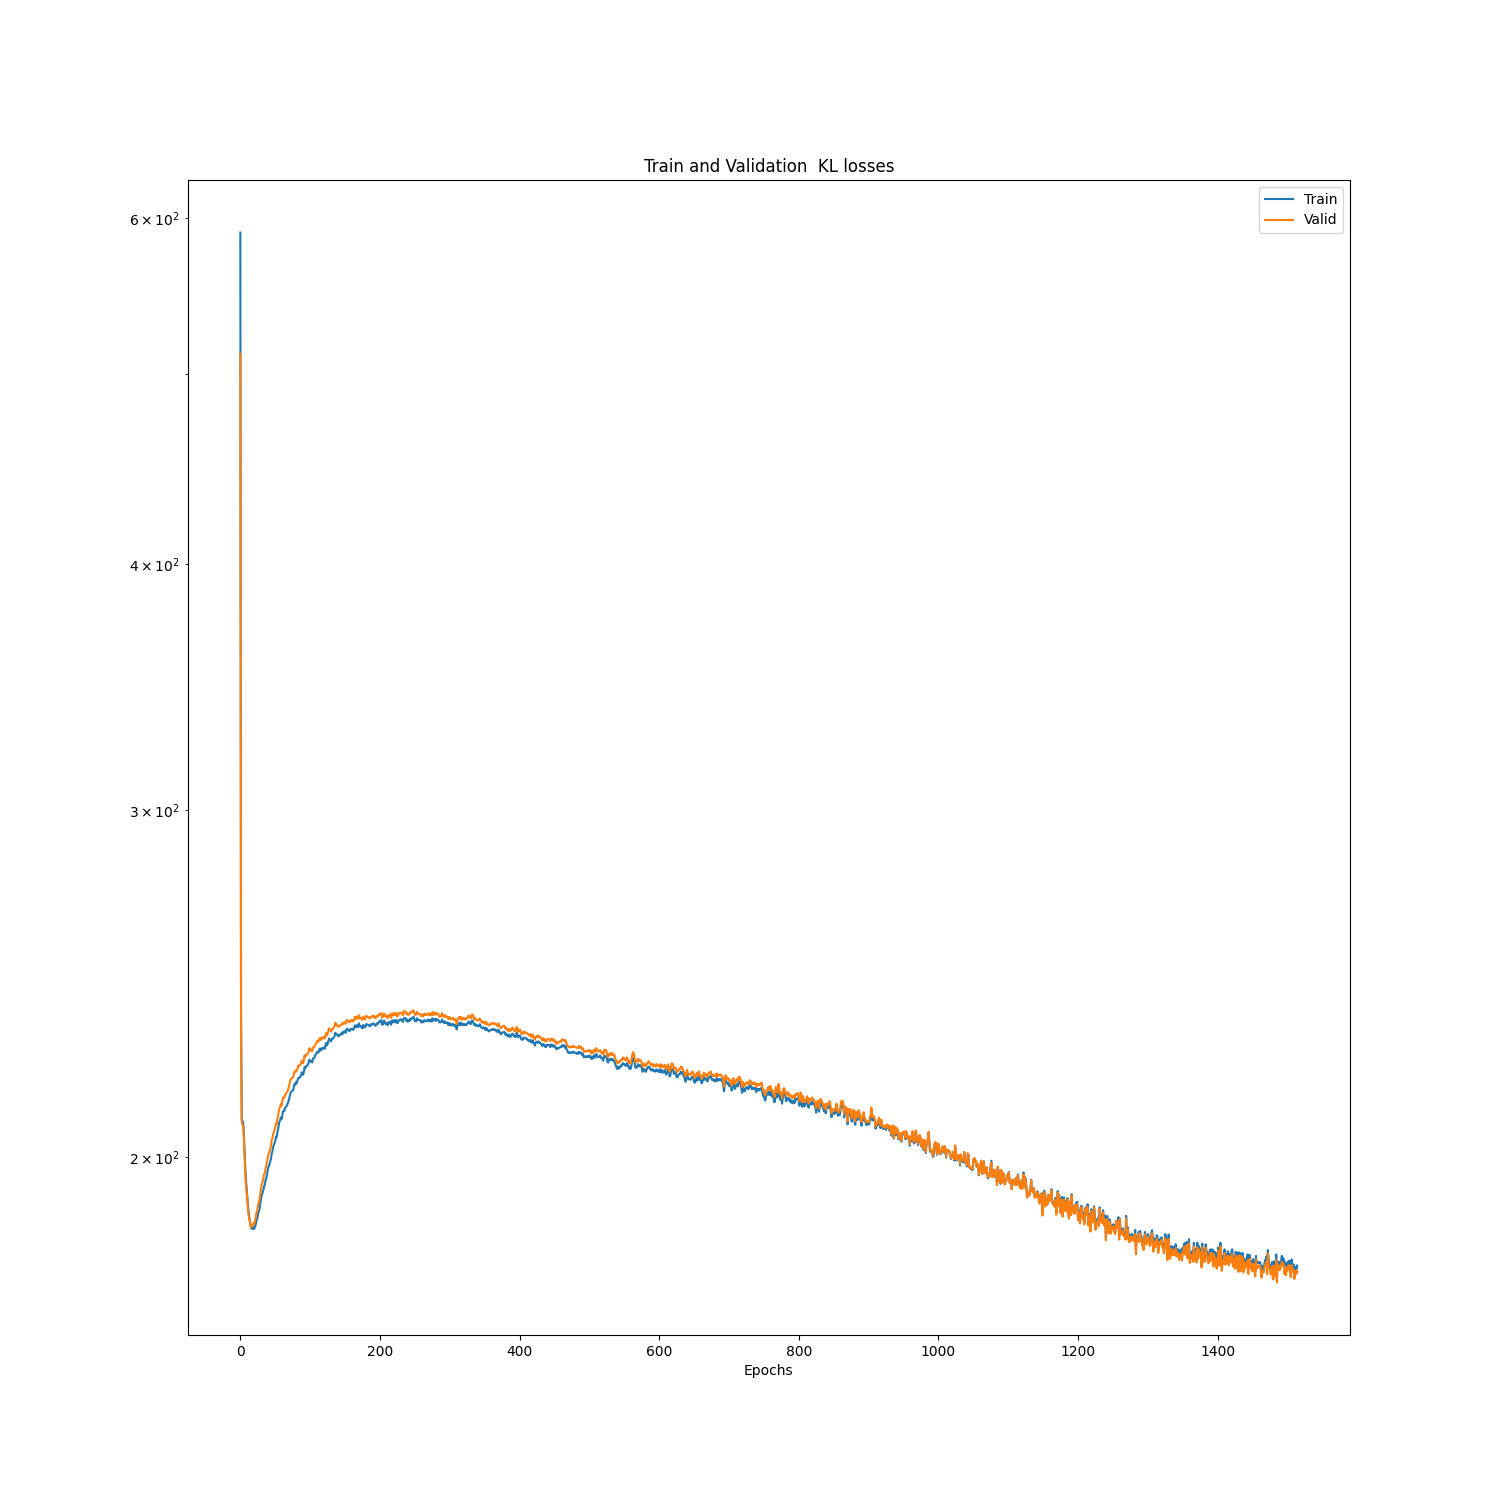 Train and Validation  KL losses
Train
Valid
6 × 10²
4 × 10²
3 × 10²
2 × 10²
0 200 400 600 800 1000 1200 1400
Epochs